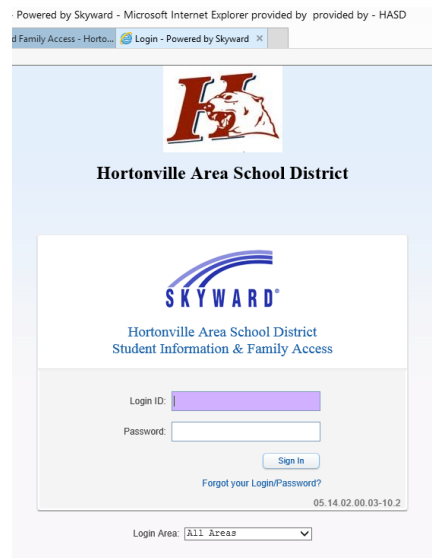 Powered by Skyward - Microsoft Internet Explorer provided by provided by - HASD
d Family Access - Horto... Login - Powered by Skyward ×
H
Hortonville Area School District
SKYWARD®
Hortonville Area School District
Student Information & Family Access
Login ID:
Password:
Sign In
Forgot your Login/Password?
05.14.02.00.03-10.2
Login Area: All Areas